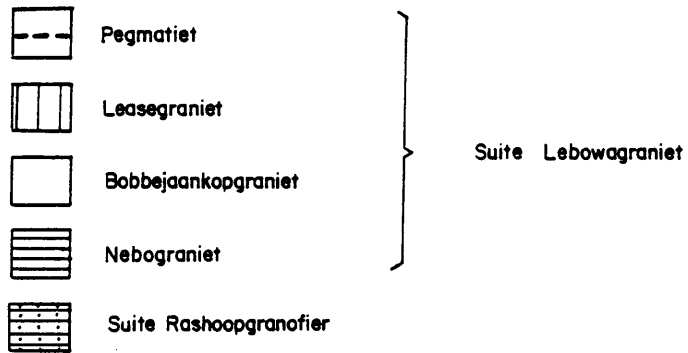 Pegmatiet
Leasegraniet
Bobbejaankopgraniet
Nebograniet
Suite Rashoopgranofier
Suite Lebowagraniet